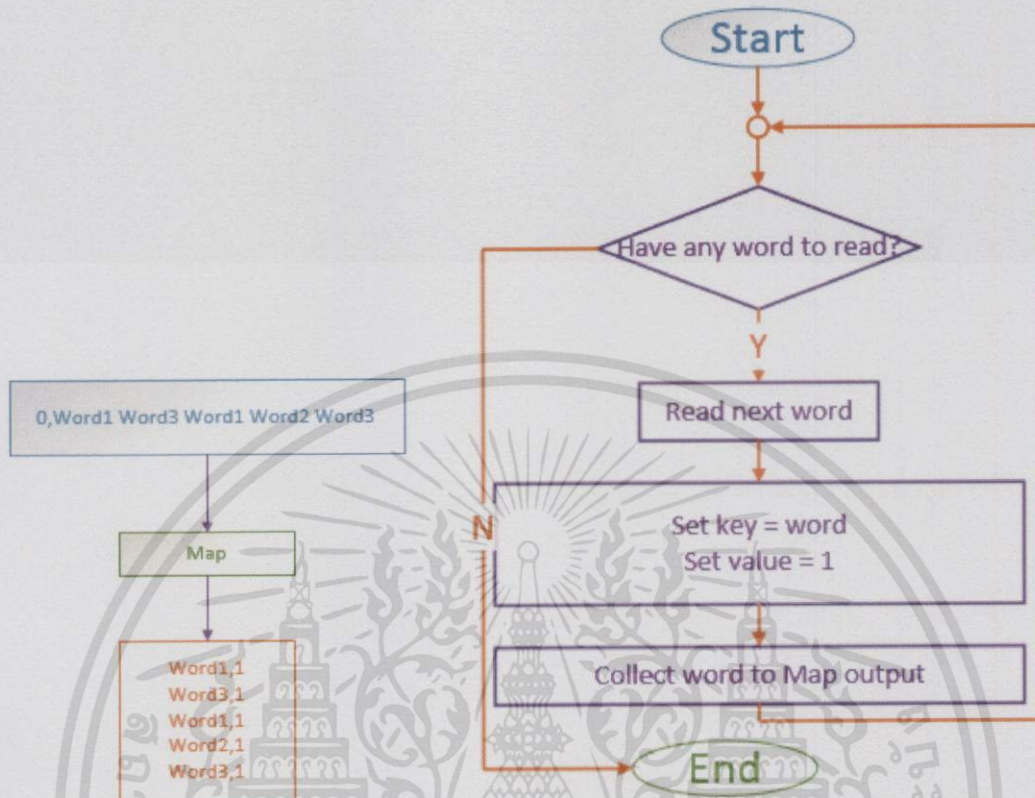 Start
Have any word to read?
Y
Read next word
N
Set key = word
Set value = 1
Collect word to Map output
End
0,Word1 Word3 Word1 Word2 Word3
Map
Word1,1
Word3,1
Word1,1
Word2,1
Word3,1